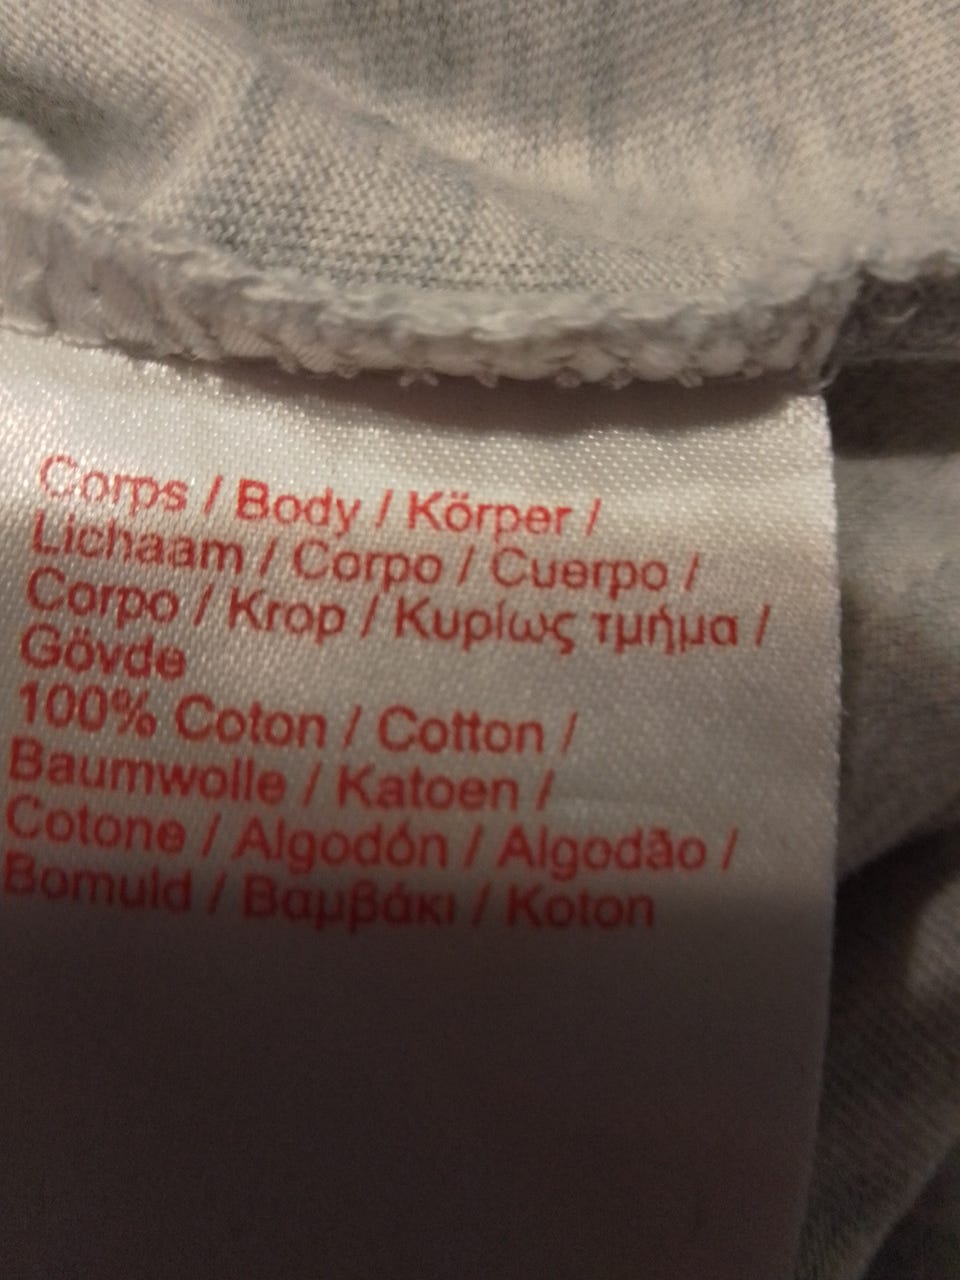 Corps / Body / Körper /
Lichaam / Corpo / Cuerpo /
Corpo / Krop / Κυρίως τμήμα /
Gövde
100% Coton / Cotton /
Baumwolle / Katoen /
Cotone / Algodón / Algodão /
Bomuld / Βαμβάκι / Koton